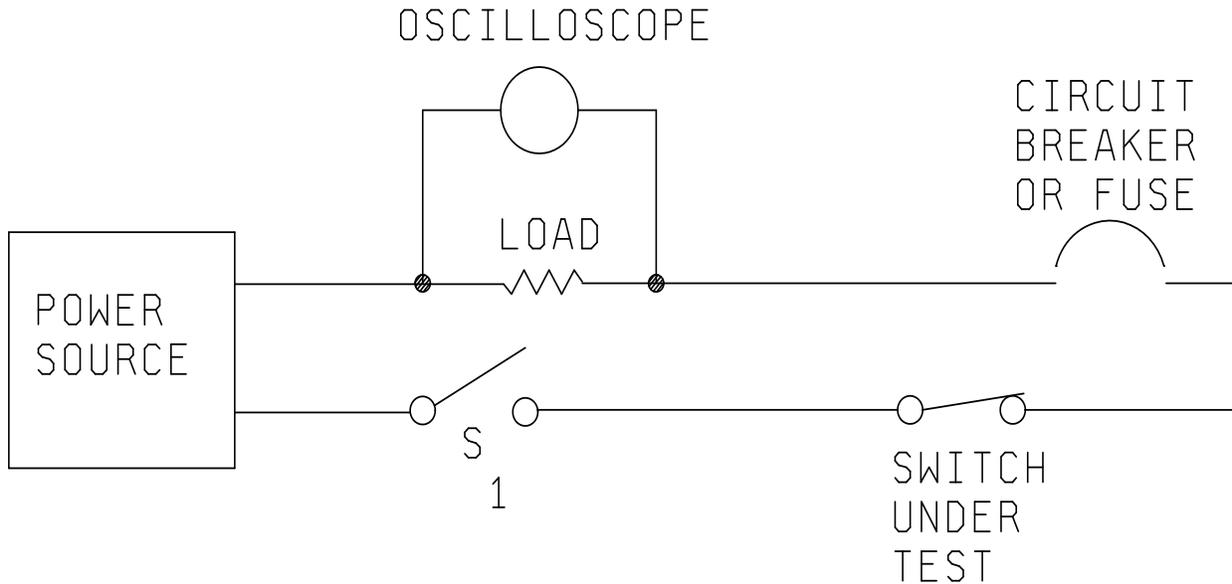 OSCILLOSCOPE
CIRCUIT
BREAKER
OR FUSE
LOAD
POWER
SOURCE
S
1
SWITCH
UNDER
TEST